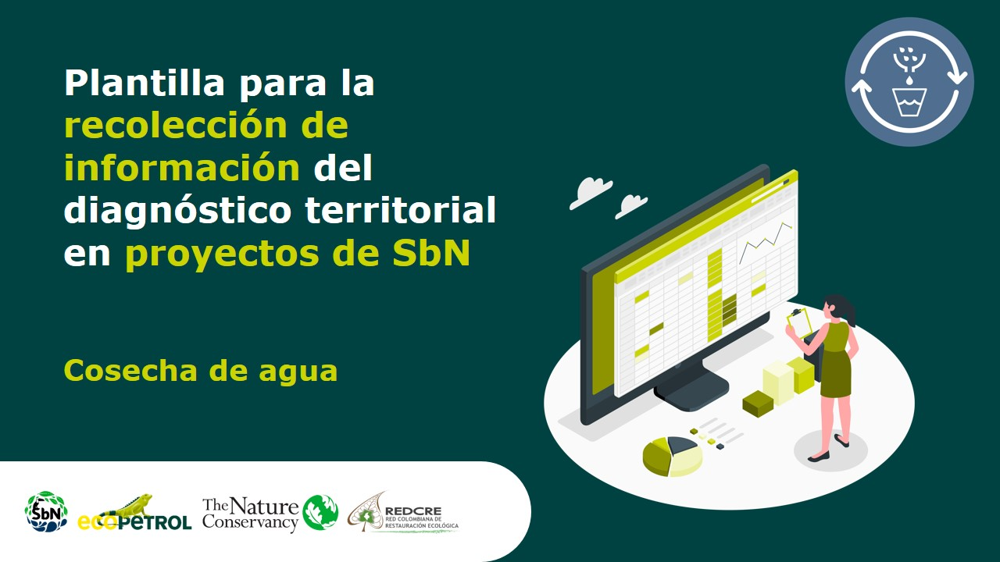 Plantilla para la
recolección de
información del
diagnóstico territorial
en proyectos de SbN
Cosecha de agua
SbN
ecoPETROL
The Nature
Conservancy
REDCRE
RED COLOMBIANA DE
RESTAURACIÓN ECOLÓGICA